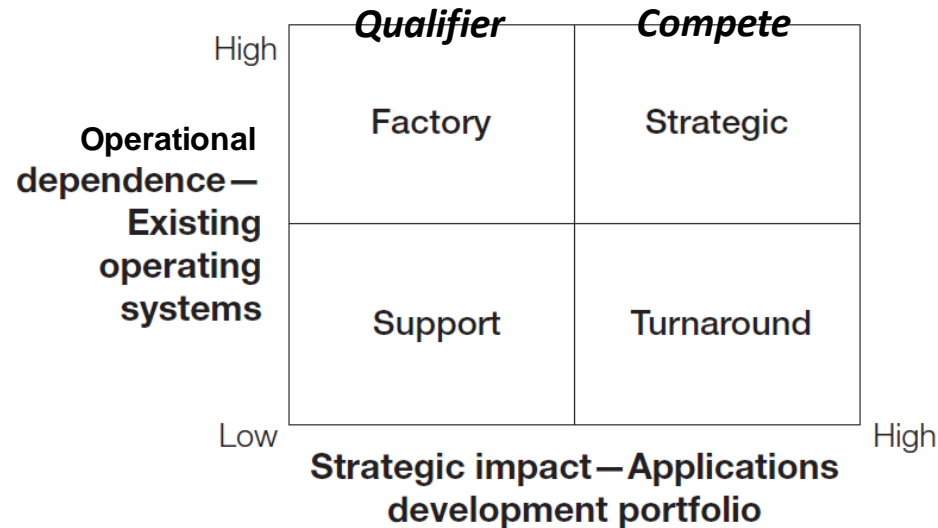 Qualifier
Compete
High
Factory
Strategic
Operational
dependence—
Existing
operating
systems
Support
Turnaround
Low
High
Strategic impact—Applications
development portfolio